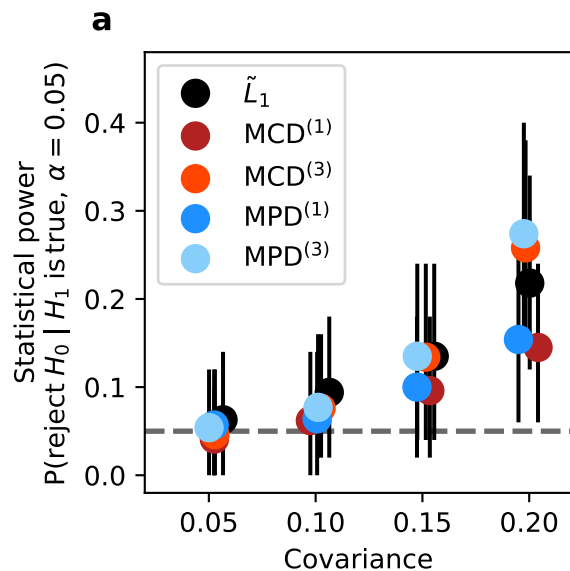 a
Statistical power
P(reject H₀ | H₁ is true, α = 0.05)
0.4
0.3
0.2
0.1
0.0
L̃₁
MCD⁽¹⁾
MCD⁽³⁾
MPD⁽¹⁾
MPD⁽³⁾
0.05 0.10 0.15 0.20
Covariance